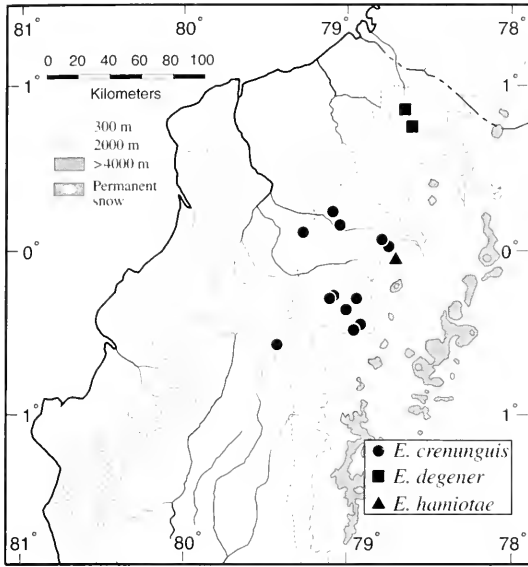 81 80 79 78
1°
0 20 40 60 80 100
Kilometers
300 m
2000 m
>4000 m
Permanent
snow
1°
0°
0°
1°
1°
E. crenunguis
E. degener
E. hamiotae
81° 80° 79° 78°